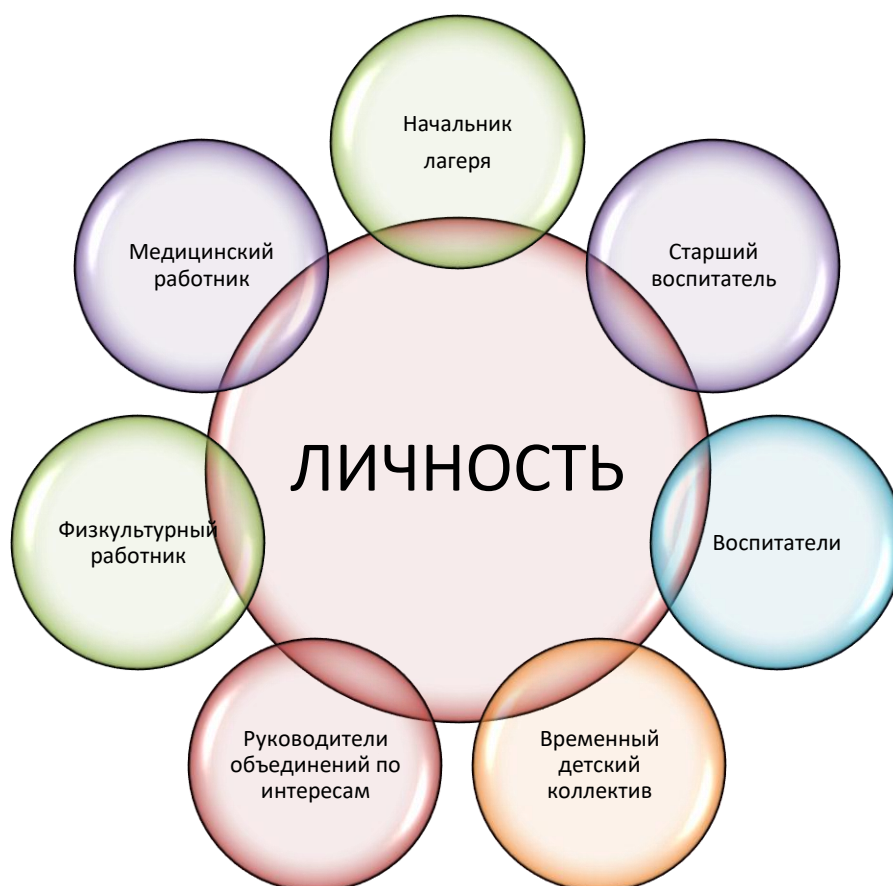 Начальник
лагеря
Старший
воспитатель
Воспитатели
Временный
детский
коллектив
Руководители
объединений по
интересам
Физкультурный
работник
Медицинский
работник
ЛИЧНОСТЬ